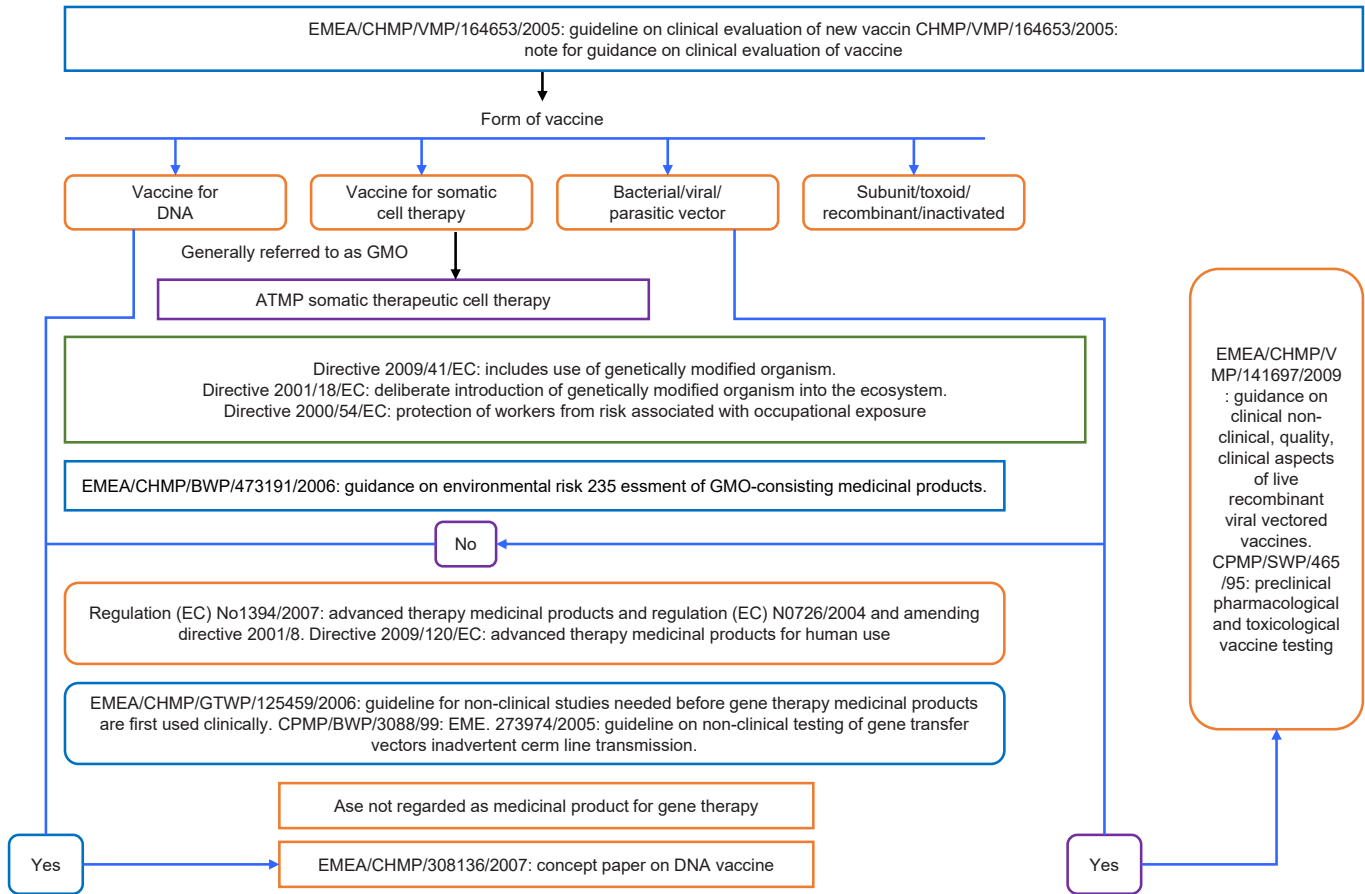 EMEA/CHMP/VMP/164653/2005: guideline on clinical evaluation of new vaccin CHMP/VMP/164653/2005:
note for guidance on clinical evaluation of vaccine
Form of vaccine
Vaccine for
DNA
Vaccine for somatic
cell therapy
Bacterial/viral/
parasitic vector
Subunit/toxoid/
recombinant/inactivated
Generally referred to as GMO
ATMP somatic therapeutic cell therapy
Directive 2009/41/EC: includes use of genetically modified organism.
Directive 2001/18/EC: deliberate introduction of genetically modified organism into the ecosystem.
Directive 2000/54/EC: protection of workers from risk associated with occupational exposure
EMEA/CHMP/BWP/473191/2006: guidance on environmental risk 235 essment of GMO-consisting medicinal products.
No
Regulation (EC) No1394/2007: advanced therapy medicinal products and regulation (EC) N0726/2004 and amending
directive 2001/8. Directive 2009/120/EC: advanced therapy medicinal products for human use
EMEA/CHMP/GTWP/125459/2006: guideline for non-clinical studies needed before gene therapy medicinal products
are first used clinically. CPMP/BWP/3088/99: EME. 273974/2005: guideline on non-clinical testing of gene transfer
vectors inadvertent cerm line transmission.
Ase not regarded as medicinal product for gene therapy
Yes
EMEA/CHMP/308136/2007: concept paper on DNA vaccine
Yes
EMEA/CHMP/V
MP/141697/2009
: guidance on
clinical non-
clinical, quality,
clinical aspects
of live
recombinant
viral vectored
vaccines.
CPMP/SWP/465
/95: preclinical
pharmacological
and toxicological
vaccine testing